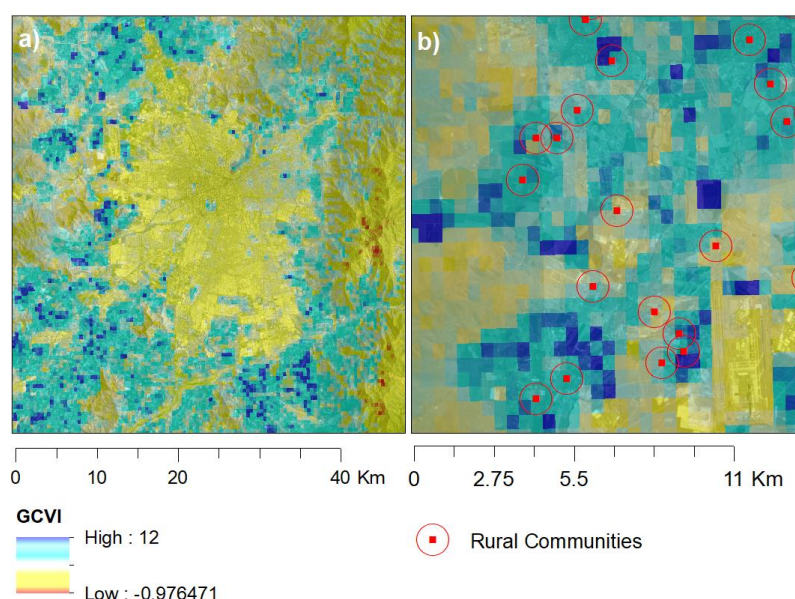 a)
b)
0 20 40 Km
0 2.75 5.5 11 Km
GCVI
High : 12
Low : -0.976471
Rural Communities